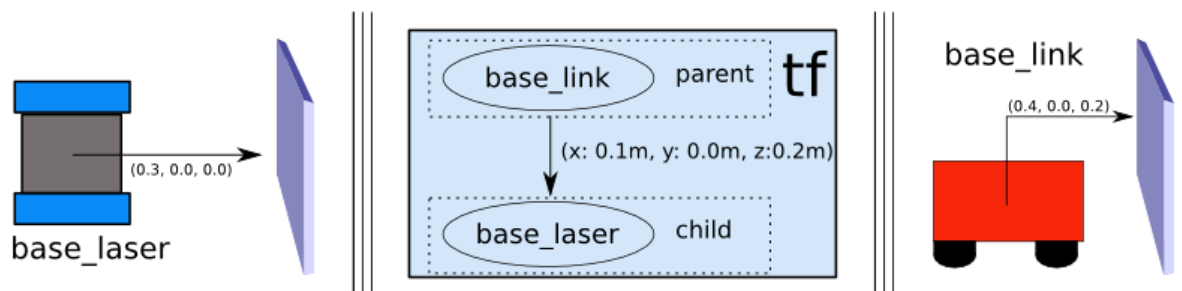 (0.3, 0.0, 0.0)
base_laser
base_link
parent
tf
(x: 0.1m, y: 0.0m, z:0.2m)
base_laser
child
base_link
(0.4, 0.0, 0.2)